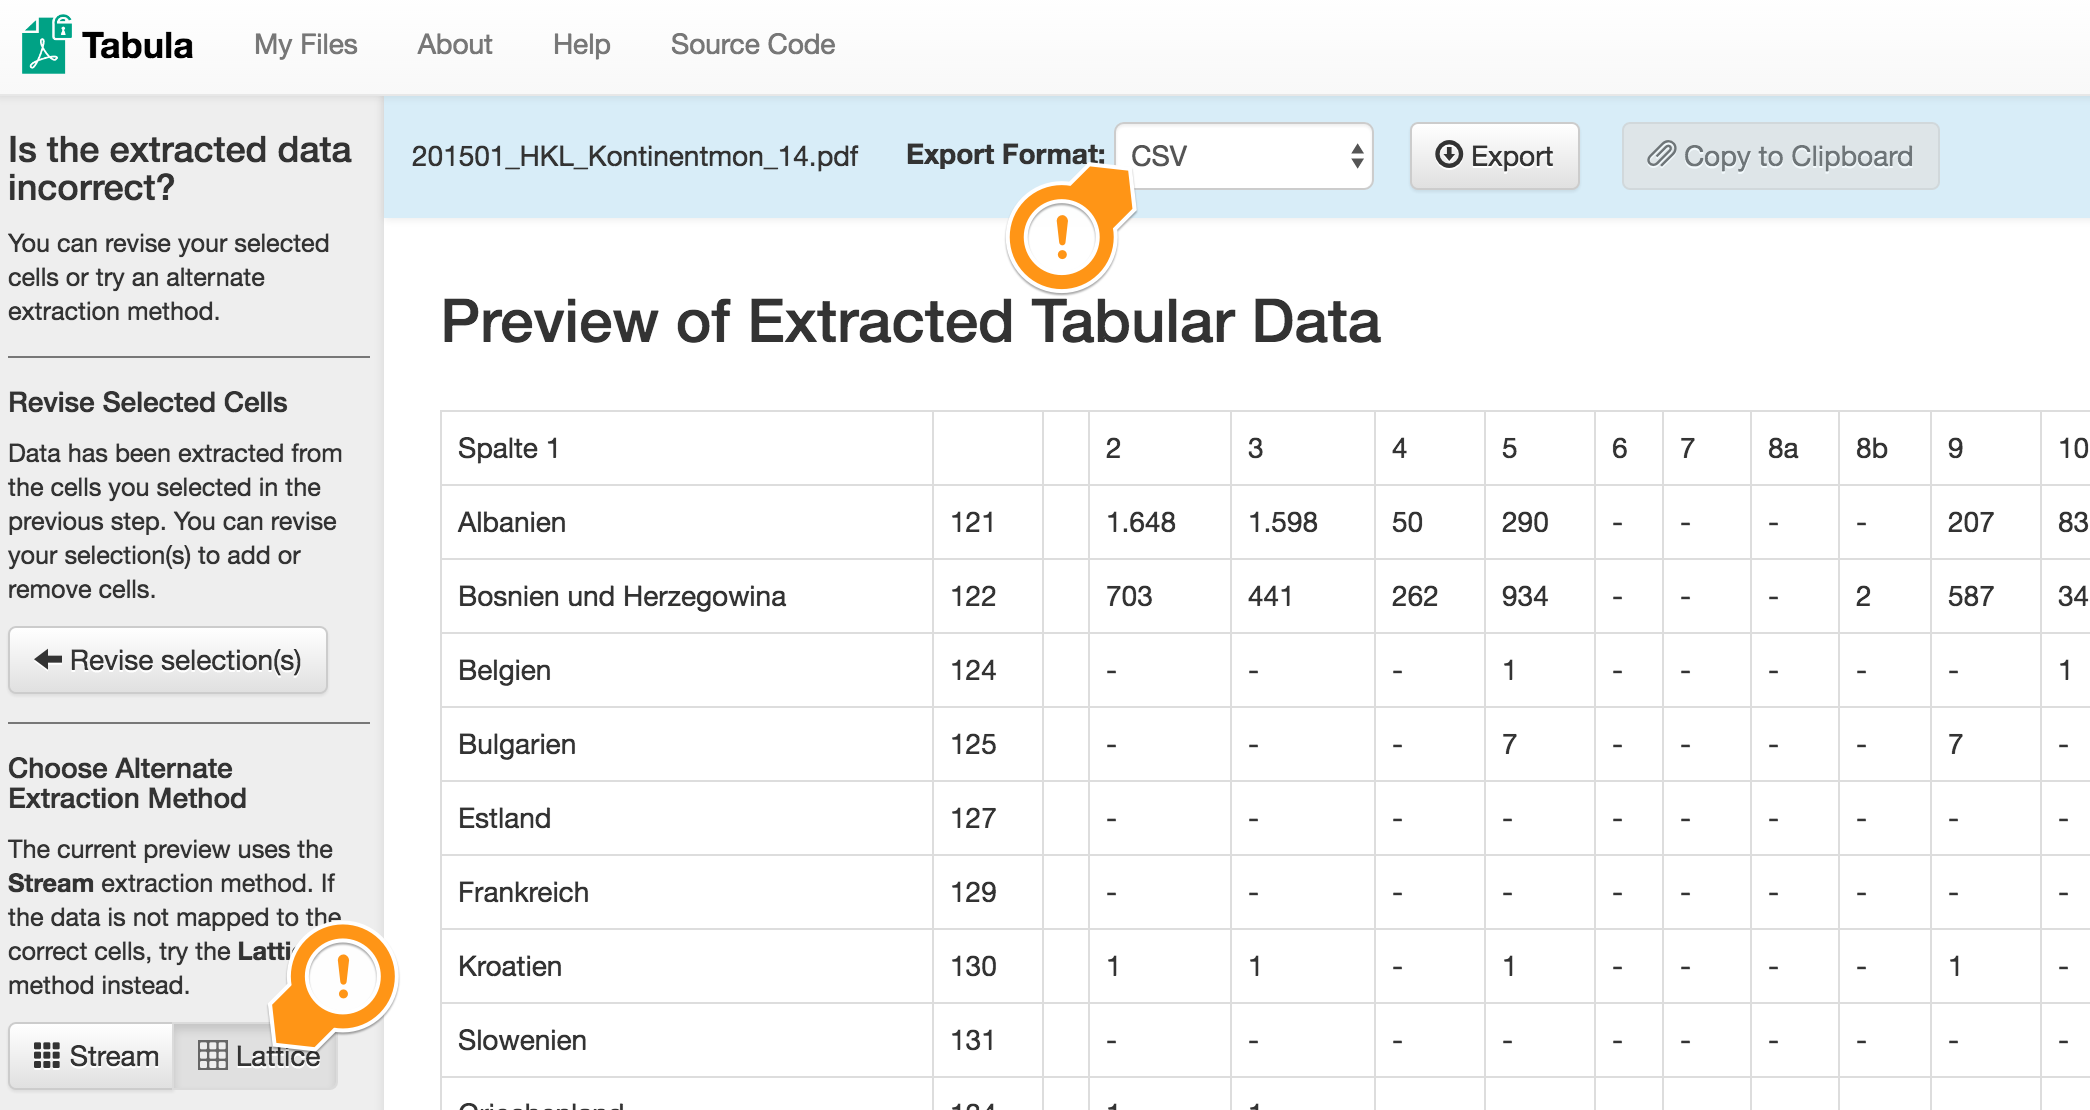 Tabula My Files About Help Source Code
Is the extracted data
incorrect?
You can revise your selected
cells or try an alternate
extraction method.
Revise Selected Cells
Data has been extracted from
the cells you selected in the
previous step. You can revise
your selection(s) to add or
remove cells.
Revise selection(s)
Choose Alternate
Extraction Method
The current preview uses the
Stream extraction method. If
the data is not mapped to the
correct cells, try the
method instead.
Stream Lattice
201501_HKL_Kontinentmon_14.pdf Export Format: CSV Export Copy to Clipboard
Preview of Extracted Tabular Data
Spalte 1 2 3 4 5 6 7 8a 8b 9 10
Albanien 121 1.648 1.598 50 290 - - - - 207 83
Bosnien und Herzegowina 122 703 441 262 934 - - - 2 587 34
Belgien 124 - - - 1 - - - - - 1
Bulgarien 125 - - - 7 - - - - 7 -
Estland 127 - - - - - - - - - -
Frankreich 129 - - - - - - - - - -
Kroatien 130 1 1 - 1 - - - - 1 -
Slowenien 131 - - - - - - - - - -